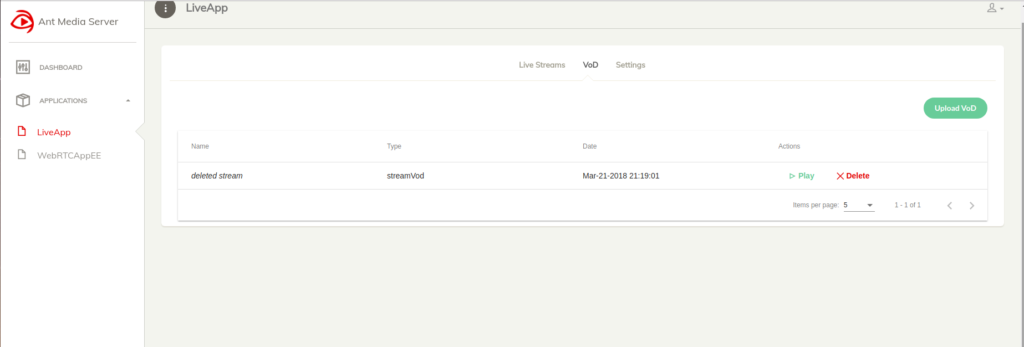 Ant Media Server
LiveApp
DASHBOARD
APPLICATIONS
LiveApp
WebRTCAppEE
Live Streams VoD Settings
Upload VoD
Name Type Date Actions
deleted stream streamVod Mar-21-2018 21:19:01 Play Delete
Items per page: 5 1 - 1 of 1